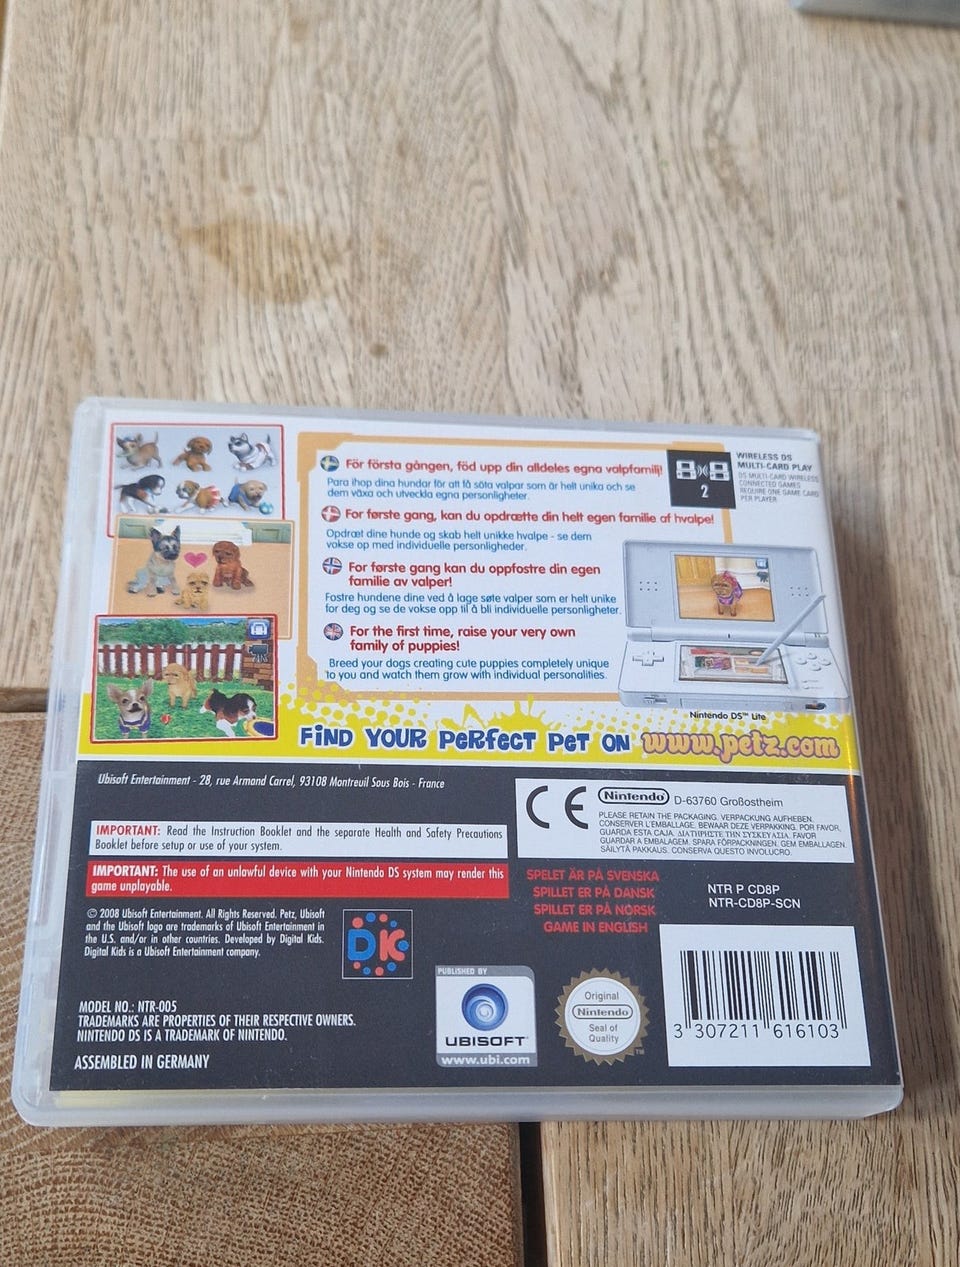 För första gången, föd upp din alldeles egna valpfamilj!
Para ihop dina hundar för att få söta valpar som är helt unika och se
dem växa och utveckla egna personligheter.
For første gang, kan du opdrætte din helt egen familie af hvalpe!
Opdræt dine hunde og skab helt unikke hvalpe - se dem
vokse op med individuelle personligheder.
For første gang kan du oppfostre din egen
familie av valper!
Fostre hundene dine ved å lage søte valper som er helt unike
for deg og se de vokse opp til å bli individuelle personligheter.
For the first time, raise your very own
family of puppies!
Breed your dogs creating cute puppies completely unique
to you and watch them grow with individual personalities.
2
WIRELESS DS
MULTI-CARD PLAY
DS MULTI-CARD WIRELESS
CONNECTED GAMES
REQUIRE ONE GAME CARD
PER PLAYER
Nintendo DS™ Lite
FIND YOUR PERFECT PET ON www.petz.com
Ubisoft Entertainment - 28, rue Armand Carrel, 93108 Montreuil Sous Bois - France
IMPORTANT: Read the Instruction Booklet and the separate Health and Safety Precautions
Booklet before setup or use of your system.
IMPORTANT: The use of an unlawful device with your Nintendo DS system may render this
game unplayable.
© 2008 Ubisoft Entertainment. All Rights Reserved. Petz, Ubisoft
and the Ubisoft logo are trademarks of Ubisoft Entertainment in
the U.S. and/or in other countries. Developed by Digital Kids.
Digital Kids is a Ubisoft Entertainment company.
DK
MODEL NO.: NTR-005
TRADEMARKS ARE PROPERTIES OF THEIR RESPECTIVE OWNERS.
NINTENDO DS IS A TRADEMARK OF NINTENDO.
ASSEMBLED IN GERMANY
PUBLISHED BY
UBISOFT
www.ubi.com
CE
Nintendo D-63760 Großostheim
PLEASE RETAIN THE PACKAGING. VERPACKUNG AUFHEBEN.
CONSERVER L'EMBALLAGE. BEWAAR DEZE VERPAKKING. POR FAVOR,
GUARDA ESTA CAJA. ΔΙΑΤΗΡΗΣΤΕ ΤΗΝ ΣΥΣΚΕΥΑΣΙΑ. FAVOR
GUARDAR A EMBALAGEM. SPARA FÖRPACKNINGEN. GEM EMBALLAGEN.
SÄILYTÄ PAKKAUS. CONSERVA QUESTO INVOLUCRO.
SPELET ÄR PÅ SVENSKA
SPILLET ER PÅ DANSK
SPILLET ER PÅ NORSK
GAME IN ENGLISH
NTR P CD8P
NTR-CD8P-SCN
Original
Nintendo
Seal of
Quality
TM
3 307211 616103